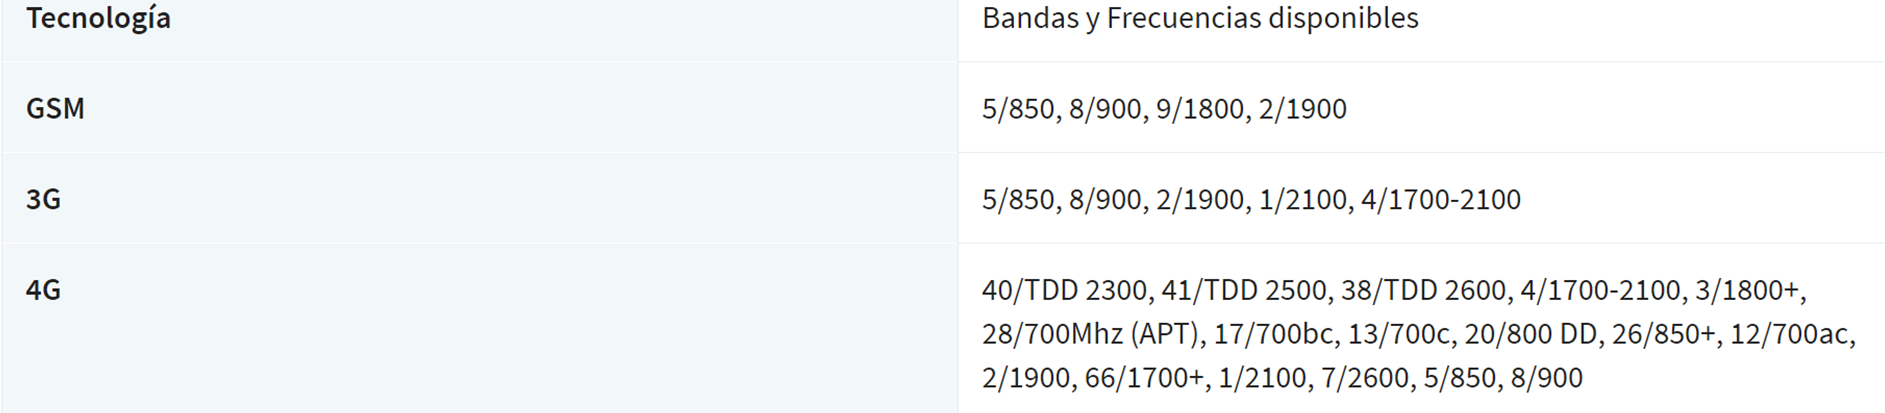 Tecnología
Bandas y Frecuencias disponibles
GSM
5/850, 8/900, 9/1800, 2/1900
3G
5/850, 8/900, 2/1900, 1/2100, 4/1700-2100
4G
40/TDD 2300, 41/TDD 2500, 38/TDD 2600, 4/1700-2100, 3/1800+,
28/700Mhz (APT), 17/700bc, 13/700c, 20/800 DD, 26/850+, 12/700ac,
2/1900, 66/1700+, 1/2100, 7/2600, 5/850, 8/900